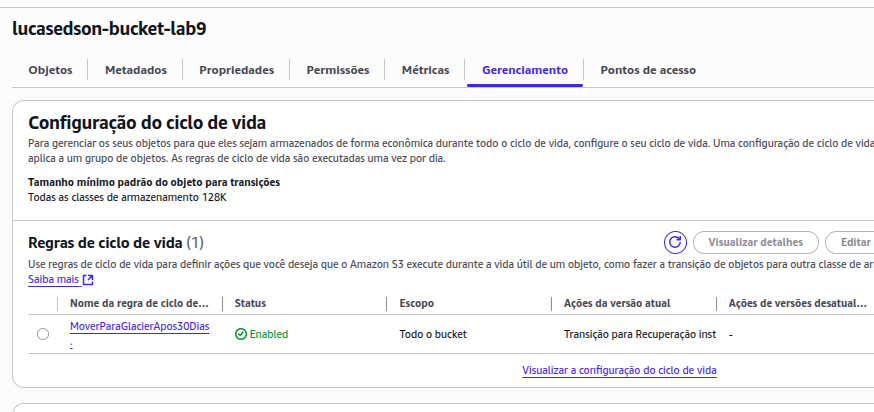 lucasedson-bucket-lab9
Objetos Metadados Propriedades Permissões Métricas Gerenciamento Pontos de acesso
Configuração do ciclo de vida
Para gerenciar os seus objetos para que eles sejam armazenados de forma econômica durante todo o ciclo de vida, configure o seu ciclo de vida. Uma configuração de ciclo de vida
aplica a um grupo de objetos. As regras de ciclo de vida são executadas uma vez por dia.
Tamanho mínimo padrão do objeto para transições
Todas as classes de armazenamento 128K
Regras de ciclo de vida (1)
Visualizar detalhes Editar
Use regras de ciclo de vida para definir ações que você deseja que o Amazon S3 execute durante a vida útil de um objeto, como fazer a transição de objetos para outra classe de ar
Saiba mais
Nome da regra de ciclo de... Status Escopo Ações da versão atual Ações de versões desatual...
MoverParaGlacierApos30Dias Enabled Todo o bucket Transição para Recuperação inst -
.
Visualizar a configuração do ciclo de vida